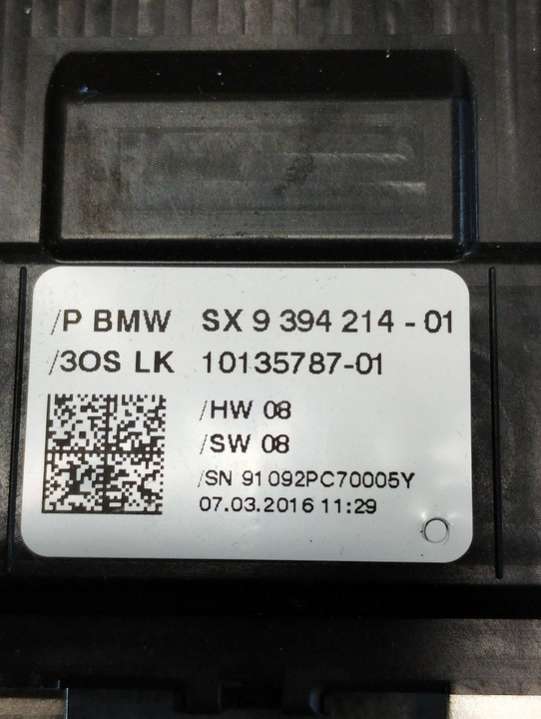 /P BMW SX 9 394 214 - 01
/3OS LK 10135787-01
/HW 08
/SW 08
/SN 91092PC70005Y
07.03.2016 11:29